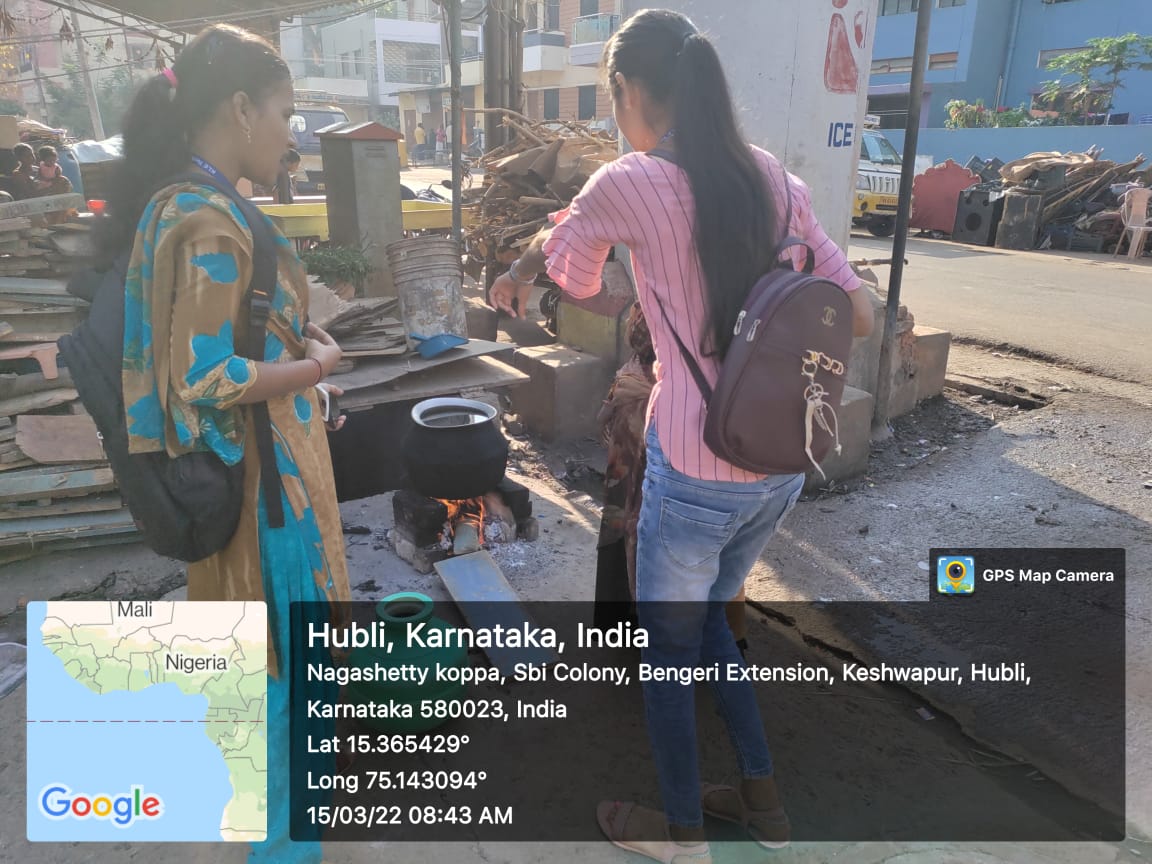 ICE
GPS Map Camera
Mali
Nigeria
Google
Hubli, Karnataka, India
Nagashetty koppa, Sbi Colony, Bengeri Extension, Keshwapur, Hubli,
Karnataka 580023, India
Lat 15.365429°
Long 75.143094°
15/03/22 08:43 AM